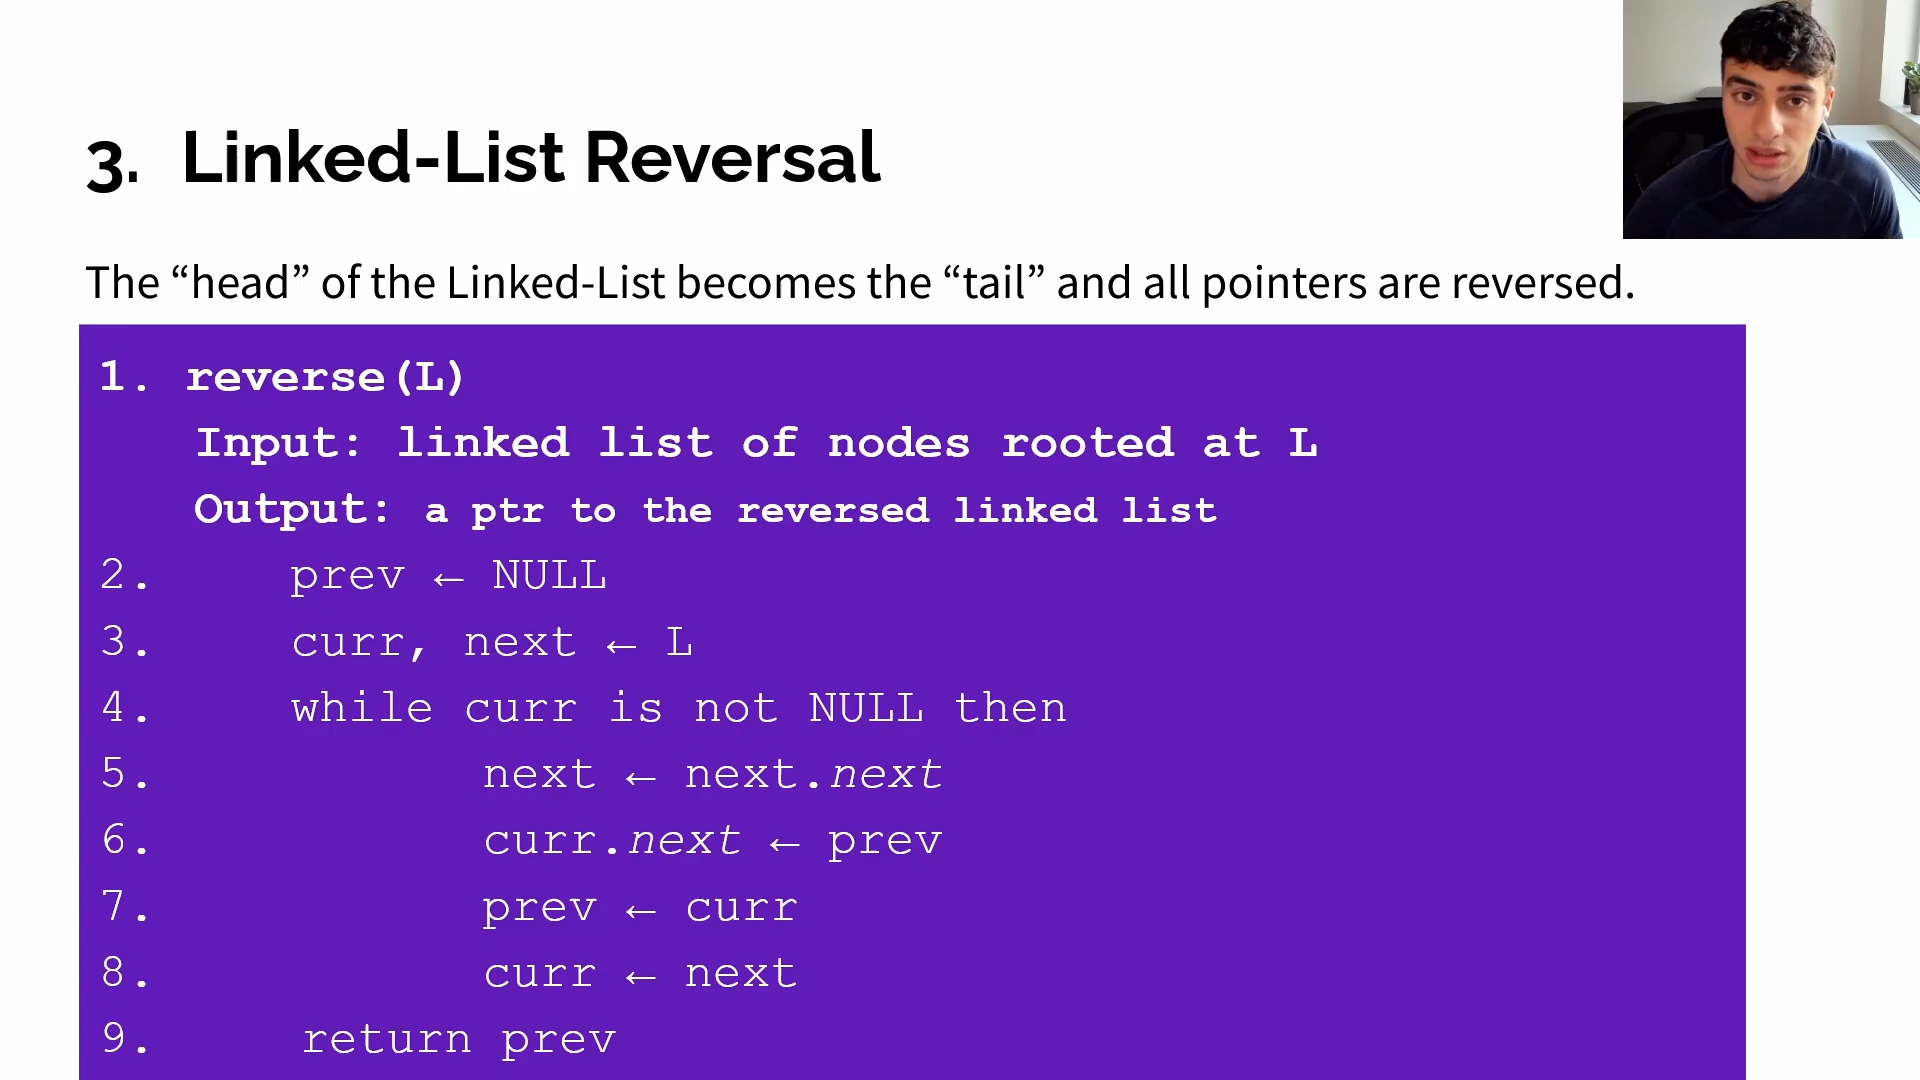 3. Linked-List Reversal
The “head” of the Linked-List becomes the “tail” and all pointers are reversed.
1. reverse(L)
Input: linked list of nodes rooted at L
Output: a ptr to the reversed linked list
2. prev ← NULL
3. curr, next ← L
4. while curr is not NULL then
5. next ← next.next
6. curr.next ← prev
7. prev ← curr
8. curr ← next
9. return prev